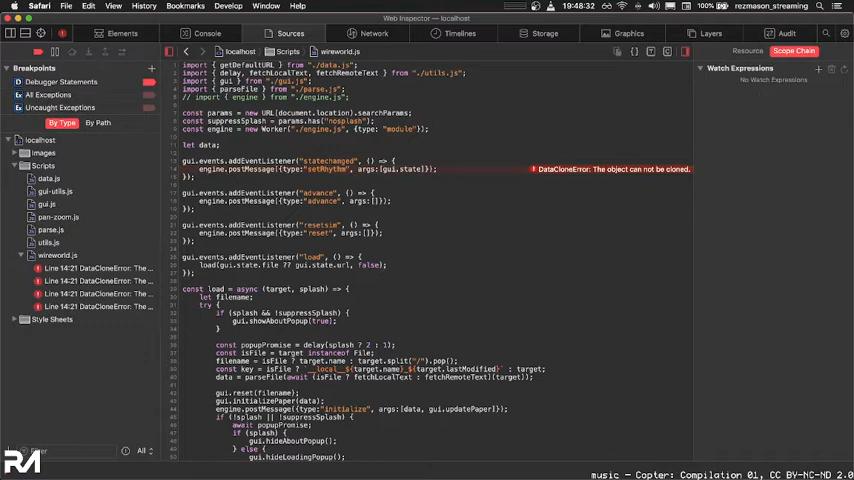 Safari File Edit View History Bookmarks Develop Window Help 100% 19:48:32 rezmason_streaming
Web Inspector — localhost
Elements Console Sources Network Timelines Storage Graphics Layers Audit
localhost Scripts wireworld.js
Resource Scope Chain
Breakpoints
Debugger Statements
All Exceptions
Uncaught Exceptions
By Type By Path
localhost
Images
Scripts
data.js
gui-utils.js
gui.js
pan-zoom.js
parse.js
utils.js
wireworld.js
Line 14:21 DataCloneError: The ...
Line 14:21 DataCloneError: The ...
Line 14:21 DataCloneError: The ...
Line 14:21 DataCloneError: The ...
Style Sheets
Filter All
import { getDefaultURL } from "./data.js";
import { delay, fetchLocalText, fetchRemoteText } from "./utils.js";
import { gui } from "./gui.js";
import { parseFile } from "./parse.js";
// import { engine } from "./engine.js";
const params = new URL(document.location).searchParams;
const suppressSplash = params.has("nosplash");
const engine = new Worker("./engine.js", {type: "module"});
let data;
gui.events.addEventListener("statechanged", () => {
engine.postMessage({type:"setRhythm", args:[gui.state]});
DataCloneError: The object can not be cloned.
});
gui.events.addEventListener("advance", () => {
engine.postMessage({type:"advance", args:[]});
});
gui.events.addEventListener("resetsim", () => {
engine.postMessage({type:"reset", args:[]});
});
gui.events.addEventListener("load", () => {
load(gui.state.file ?? gui.state.url, false);
});
const load = async (target, splash) => {
let filename;
try {
if (splash && !suppressSplash) {
gui.showAboutPopup(true);
}
const popupPromise = delay(splash ? 2 : 1);
const isFile = target instanceof File;
filename = isFile ? target.name : target.split("/").pop();
const key = isFile ? `__local__${target.name}_${target.lastModified}` : target;
data = parseFile(await (isFile ? fetchLocalText : fetchRemoteText)(target));
gui.reset(filename);
gui.initializePaper(data);
engine.postMessage({type:"initialize", args:[data, gui.updatePaper]});
if (!splash || !suppressSplash) {
await popupPromise;
if (splash) {
gui.hideAboutPopup();
} else {
gui.hideLoadingPopup();
Watch Expressions
No Watch Expressions
music - Copter: Compilation 01, CC BY-NC-ND 2.0